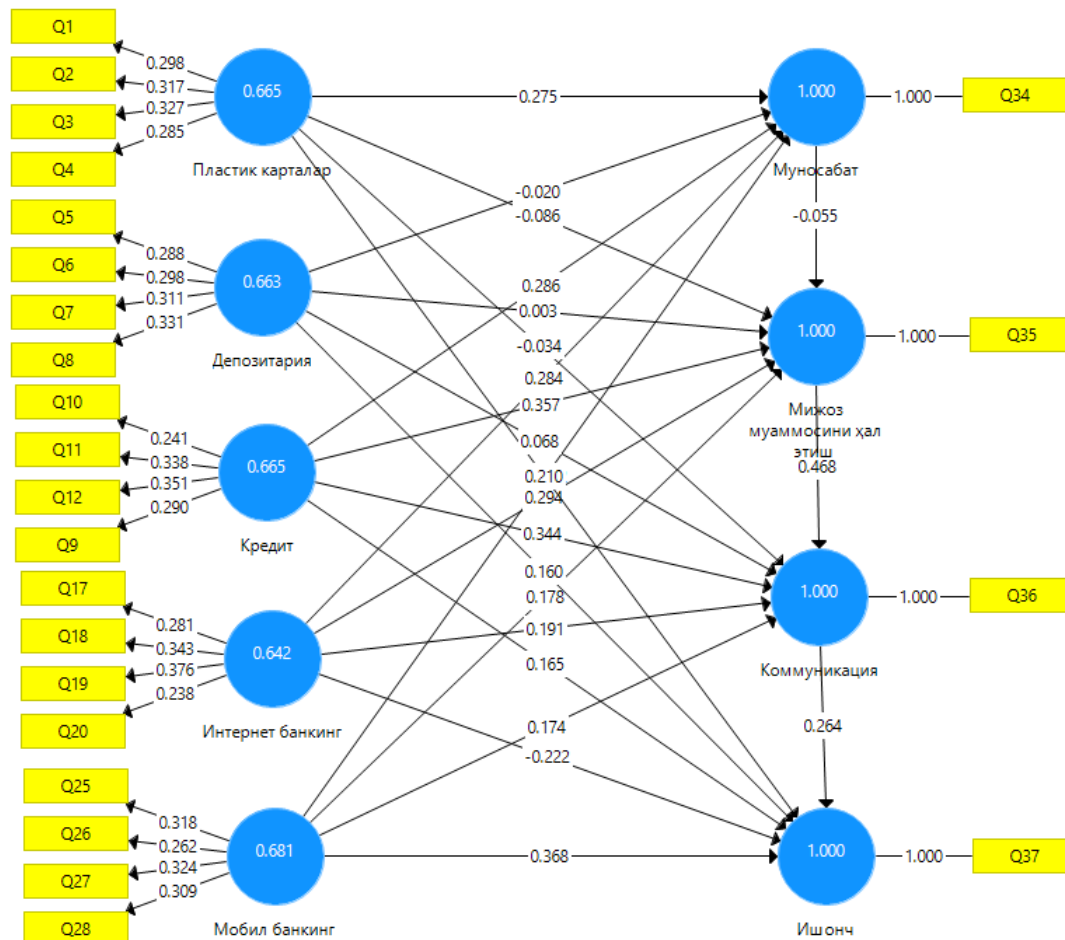 Q1
Q2
Q3
Q4
0.298
0.317
0.327
0.285
0.665
Пластик карталар
Q5
Q6
Q7
Q8
0.288
0.298
0.311
0.331
0.663
Депозитария
Q10
Q11
Q12
Q9
0.241
0.338
0.351
0.290
0.665
Кредит
Q17
Q18
Q19
Q20
0.281
0.343
0.376
0.238
0.642
Интернет банкинг
Q25
Q26
Q27
Q28
0.318
0.262
0.324
0.309
0.681
Мобил банкинг
0.275
-0.020
-0.086
0.286
0.003
-0.034
0.284
0.357
0.068
0.210
0.294
0.344
0.160
0.178
0.191
0.165
0.174
-0.222
0.368
1.000
Муносабат
1.000
Q34
-0.055
1.000
Мижоз
муаммосини ҳал
этиш
1.000
Q35
0.468
1.000
Коммуникация
1.000
Q36
0.264
1.000
Ишонч
1.000
Q37